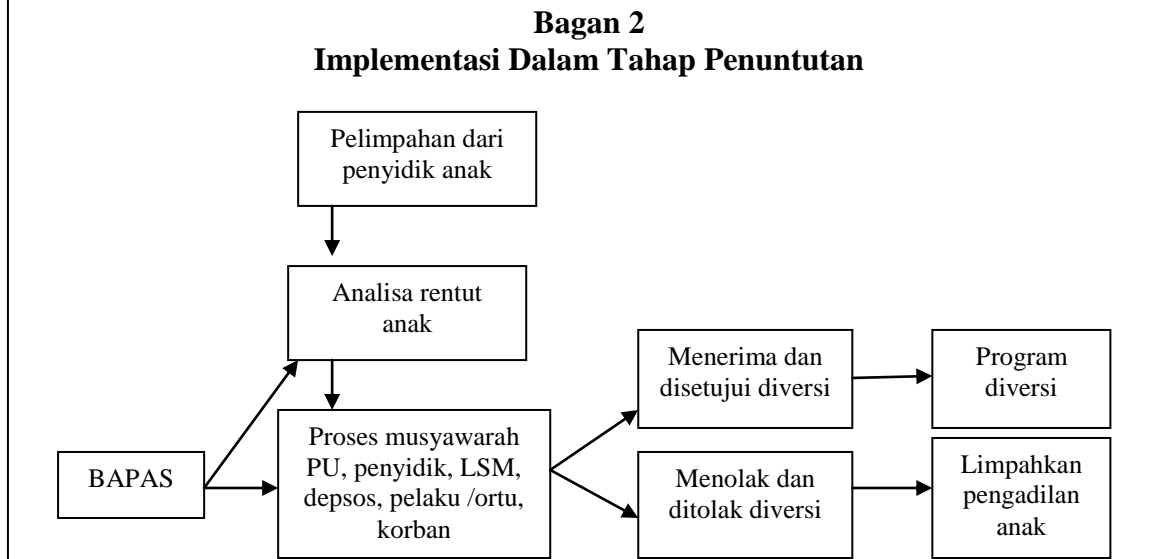 Bagan 2
Implementasi Dalam Tahap Penuntutan
Pelimpahan dari
penyidik anak
Analisa rentut
anak
Menerima dan
disetujui diversi
Program
diversi
BAPAS
Proses musyawarah
PU, penyidik, LSM,
depsos, pelaku /ortu,
korban
Menolak dan
ditolak diversi
Limpahkan
pengadilan
anak